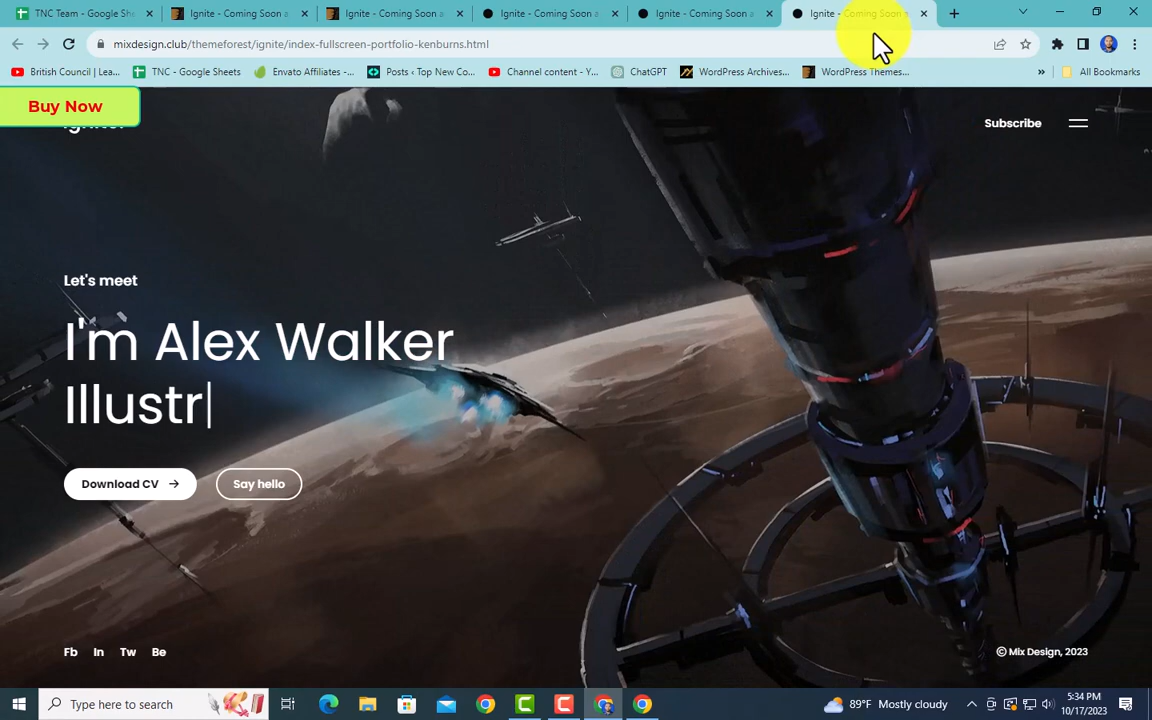 TNC Team - Google She
Ignite - Coming Soon a
Ignite - Coming Soon a
Ignite - Coming Soon a
Ignite - Coming Soon a
Ignite - Coming Soon a
mixdesign.club/themeforest/ignite/index-fullscreen-portfolio-kenburns.html
British Council | Lea...
TNC - Google Sheets
Envato Affiliates -...
Posts ‹ Top New Co...
Channel content - Y...
ChatGPT
WordPress Archives...
WordPress Themes...
»
All Bookmarks
Buy Now
Subscribe
Let's meet
I'm Alex Walker
Illustr|
Download CV →
Say hello
Fb In Tw Be
© Mix Design, 2023
Type here to search
89°F Mostly cloudy
5:34 PM
10/17/2023